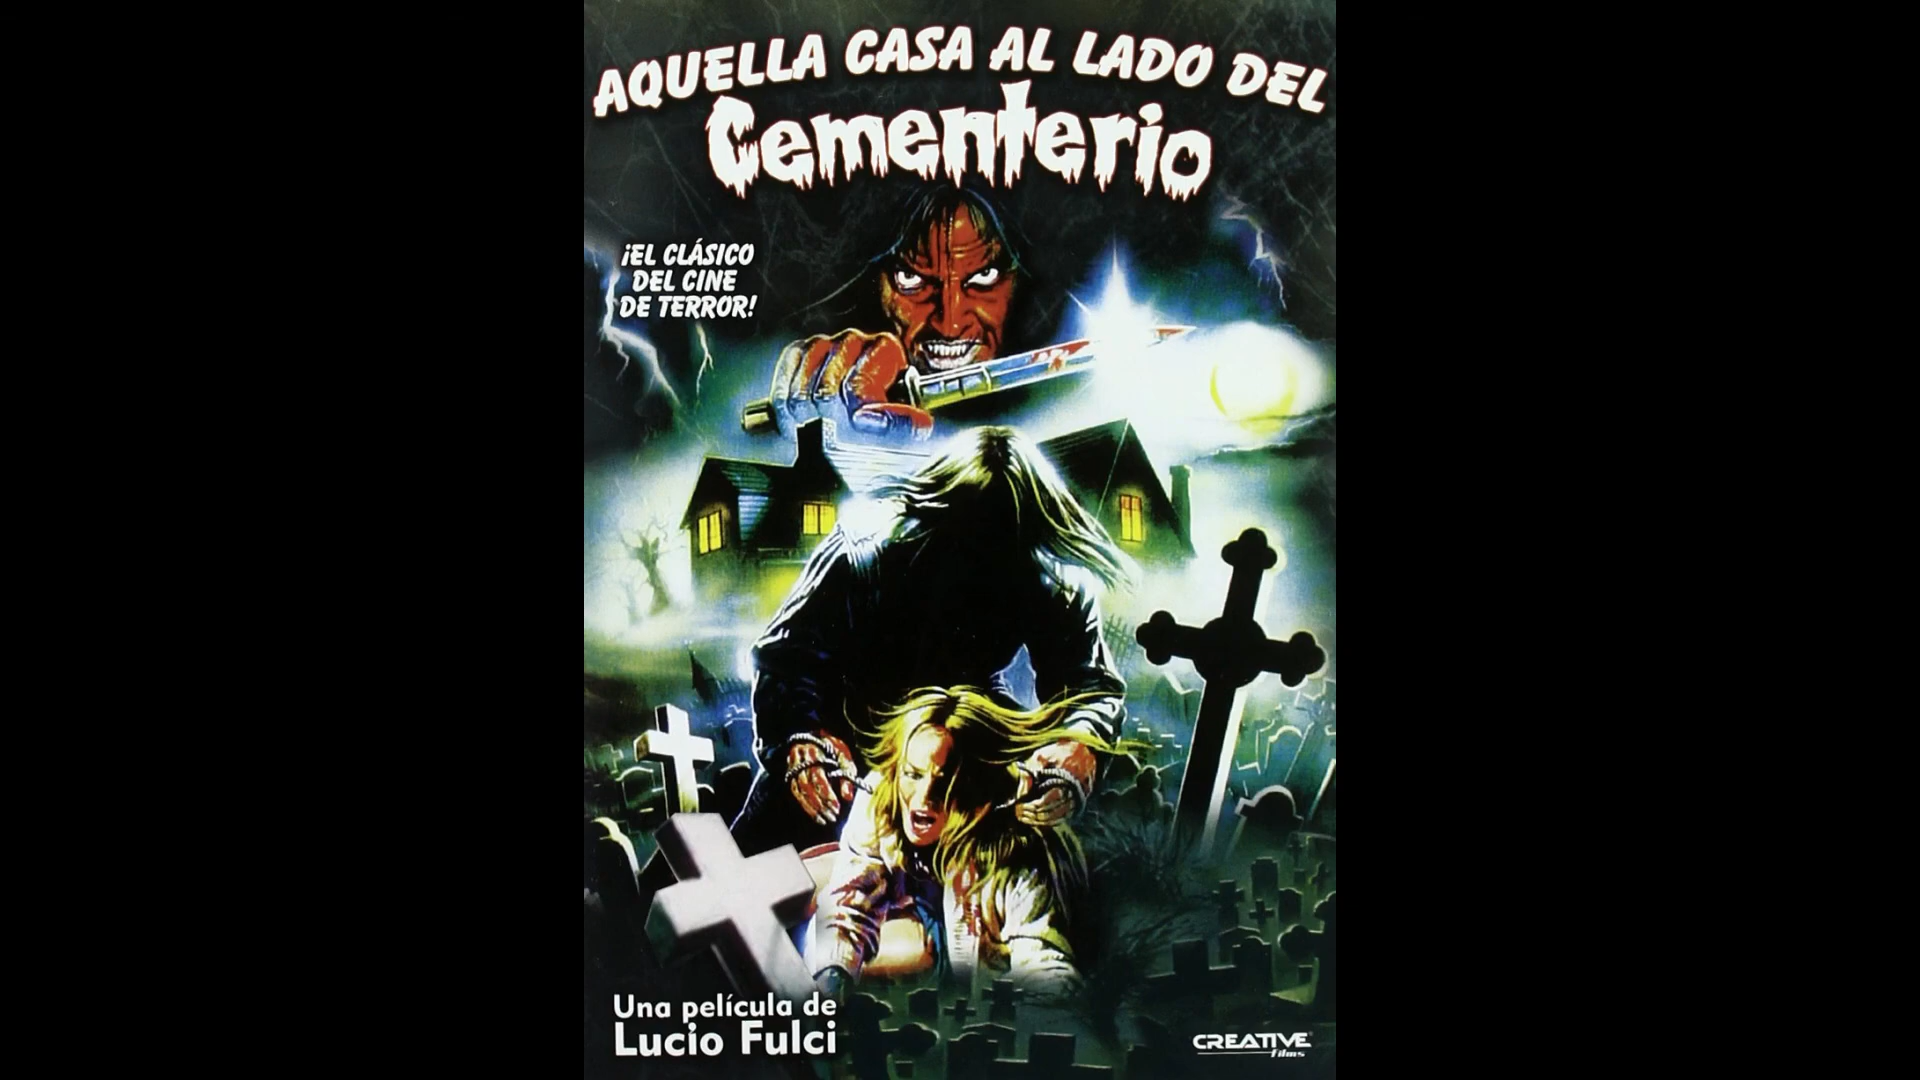 AQUELLA CASA AL LADO DEL
Cementerio
¡EL CLÁSICO
DEL CINE
DE TERROR!
Una película de
Lucio Fulci
CREATIVE
films